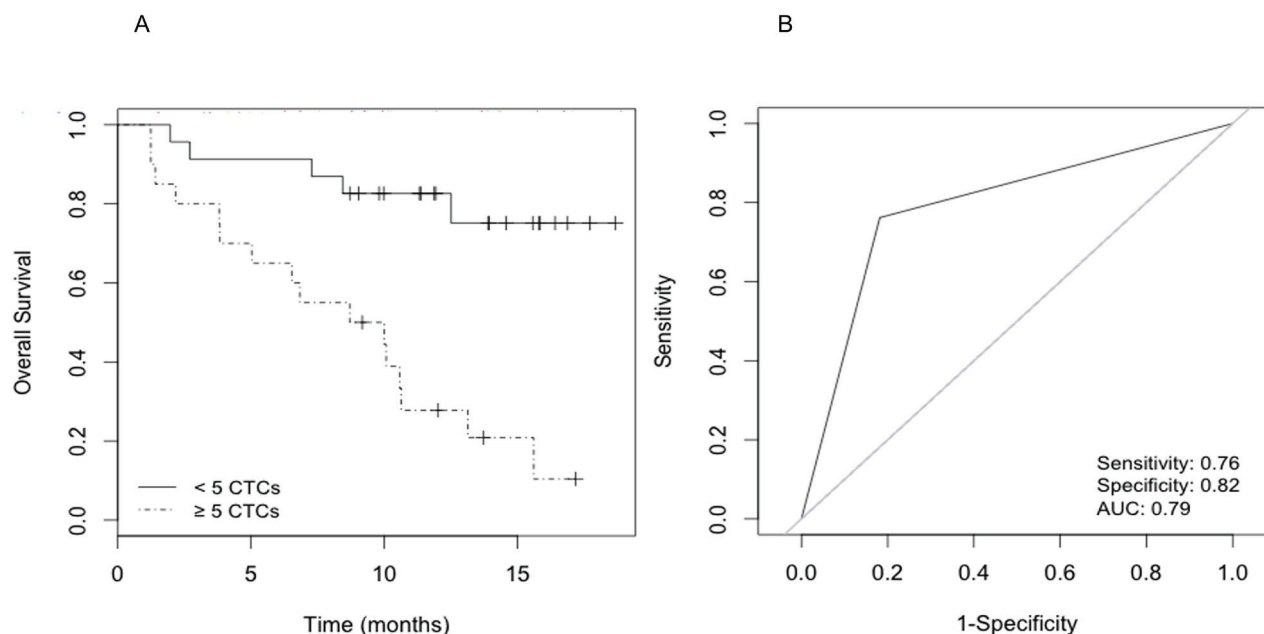 A
B
1.0
0.8
0.6
0.4
0.2
0.0
Overall Survival
< 5 CTCs
≥ 5 CTCs
0 5 10 15
Time (months)
1.0
0.8
0.6
0.4
0.2
0.0
Sensitivity
Sensitivity: 0.76
Specificity: 0.82
AUC: 0.79
0.0 0.2 0.4 0.6 0.8 1.0
1-Specificity